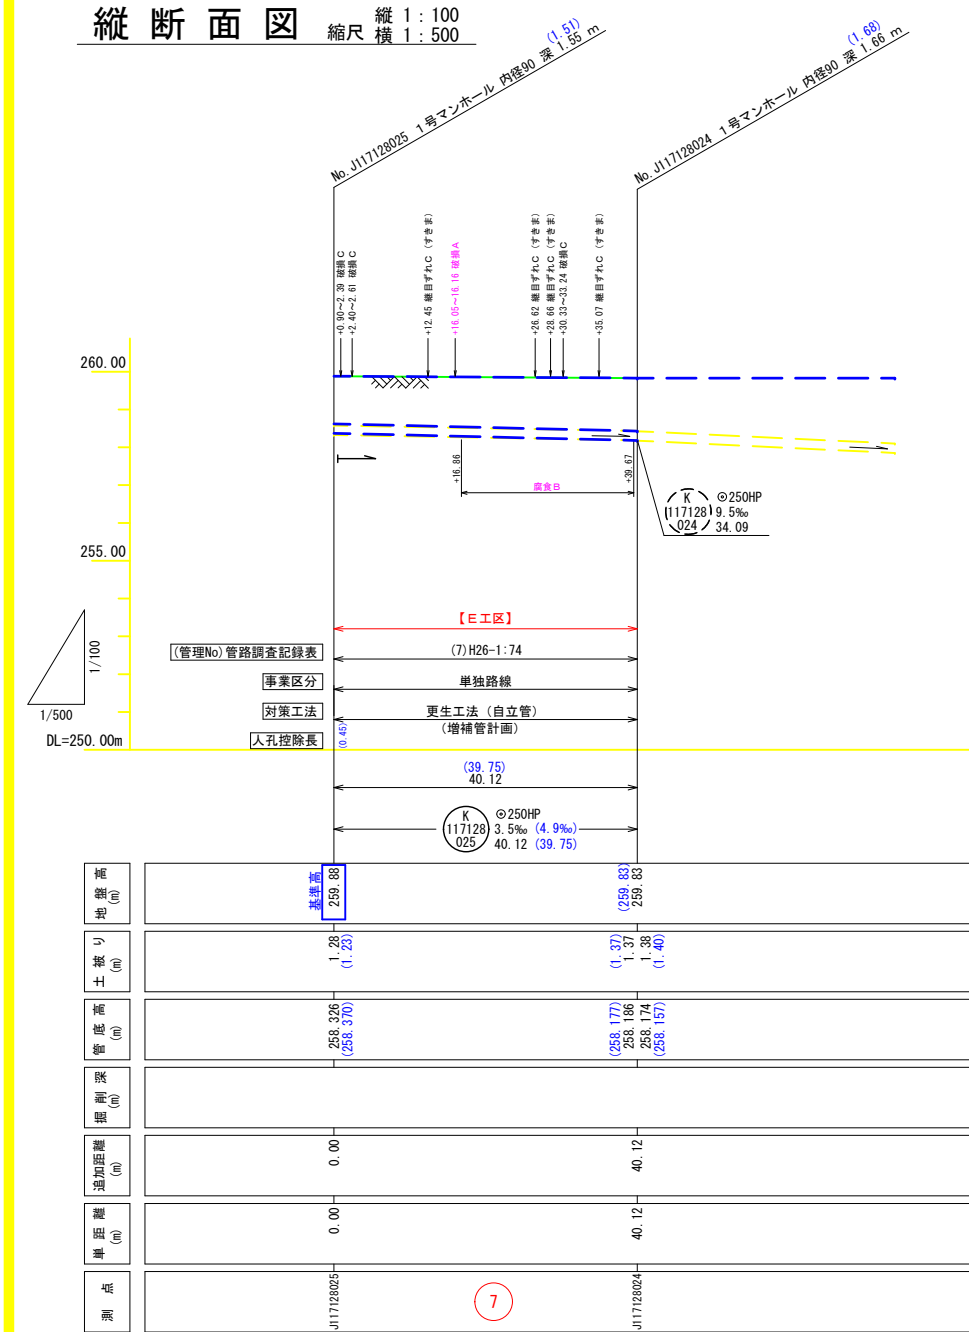 縦断面図 縮尺 縦 1:100
横 1:500
No.J117128025 1号マンホール 内径90 深 1.55 m
(1.51)
No.J117128024 1号マンホール 内径90 深 1.66 m
(1.68)
+0.90~2.39 破損C
+2.40~2.61 破損C
+12.45 継目ずれC (すきま)
+16.05~16.16 破損A
+26.62 継目ずれC (すきま)
+28.66 継目ずれC (すきま)
+30.33~33.24 破損C
+35.07 継目ずれC (すきま)
260.00
255.00
+16.86
+39.67
腐食B
K
117128
024
◎250HP
9.5‰
34.09
1/100
1/500
DL=250.00m
【E工区】
(管理No)管路調査記録表
(7)H26-1:74
事業区分
単独路線
対策工法
更生工法(自立管)
(増補管計画)
人孔控除長
(0.45)
(39.75)
40.12
K
117128
025
◎250HP
3.5‰ (4.9‰)
40.12 (39.75)
地盤高
(m)
基準高
259.88
(259.83)
259.83
土被り
(m)
1.28
(1.23)
(1.37)
1.37
1.38
(1.40)
管底高
(m)
258.326
(258.370)
(258.177)
258.186
258.174
(258.157)
掘削深
(m)
追加距離
(m)
0.00
40.12
単距離
(m)
0.00
40.12
測点
J117128025
7
J117128024